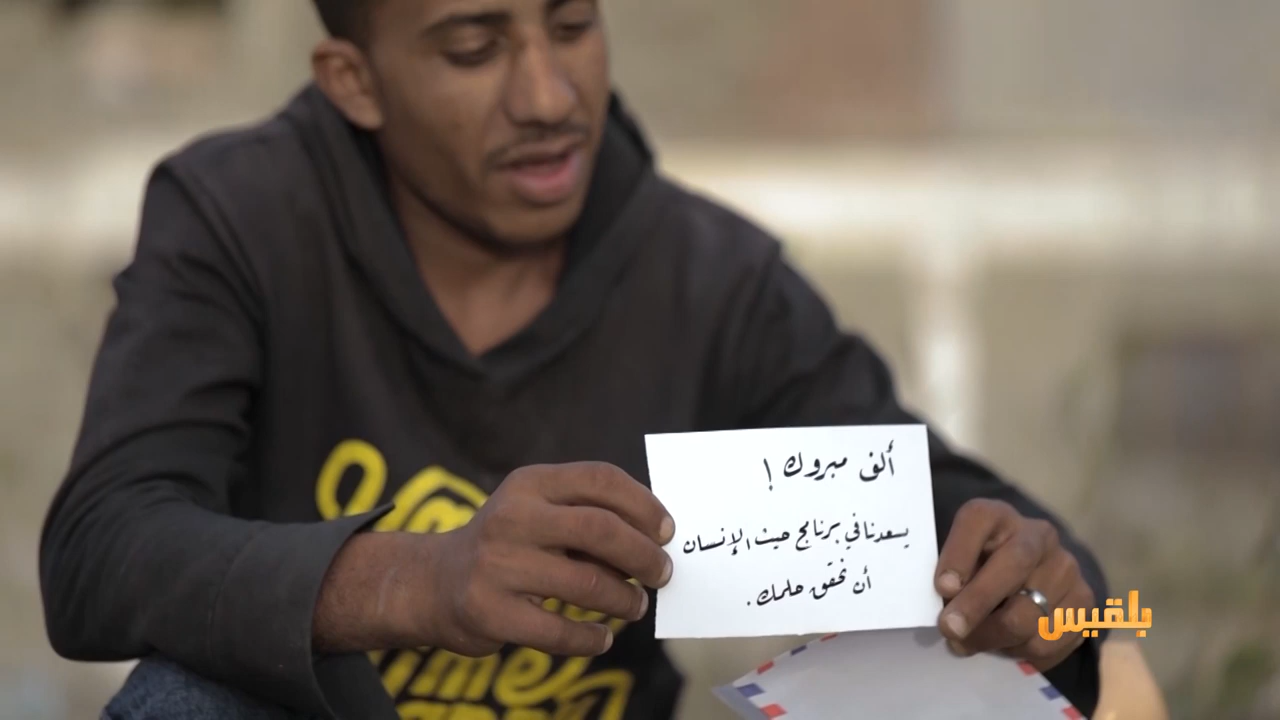 ألف مبروك !
يسعدنا في برنامج حيث الإنسان
أن نحقق حلمك .
بلقيس